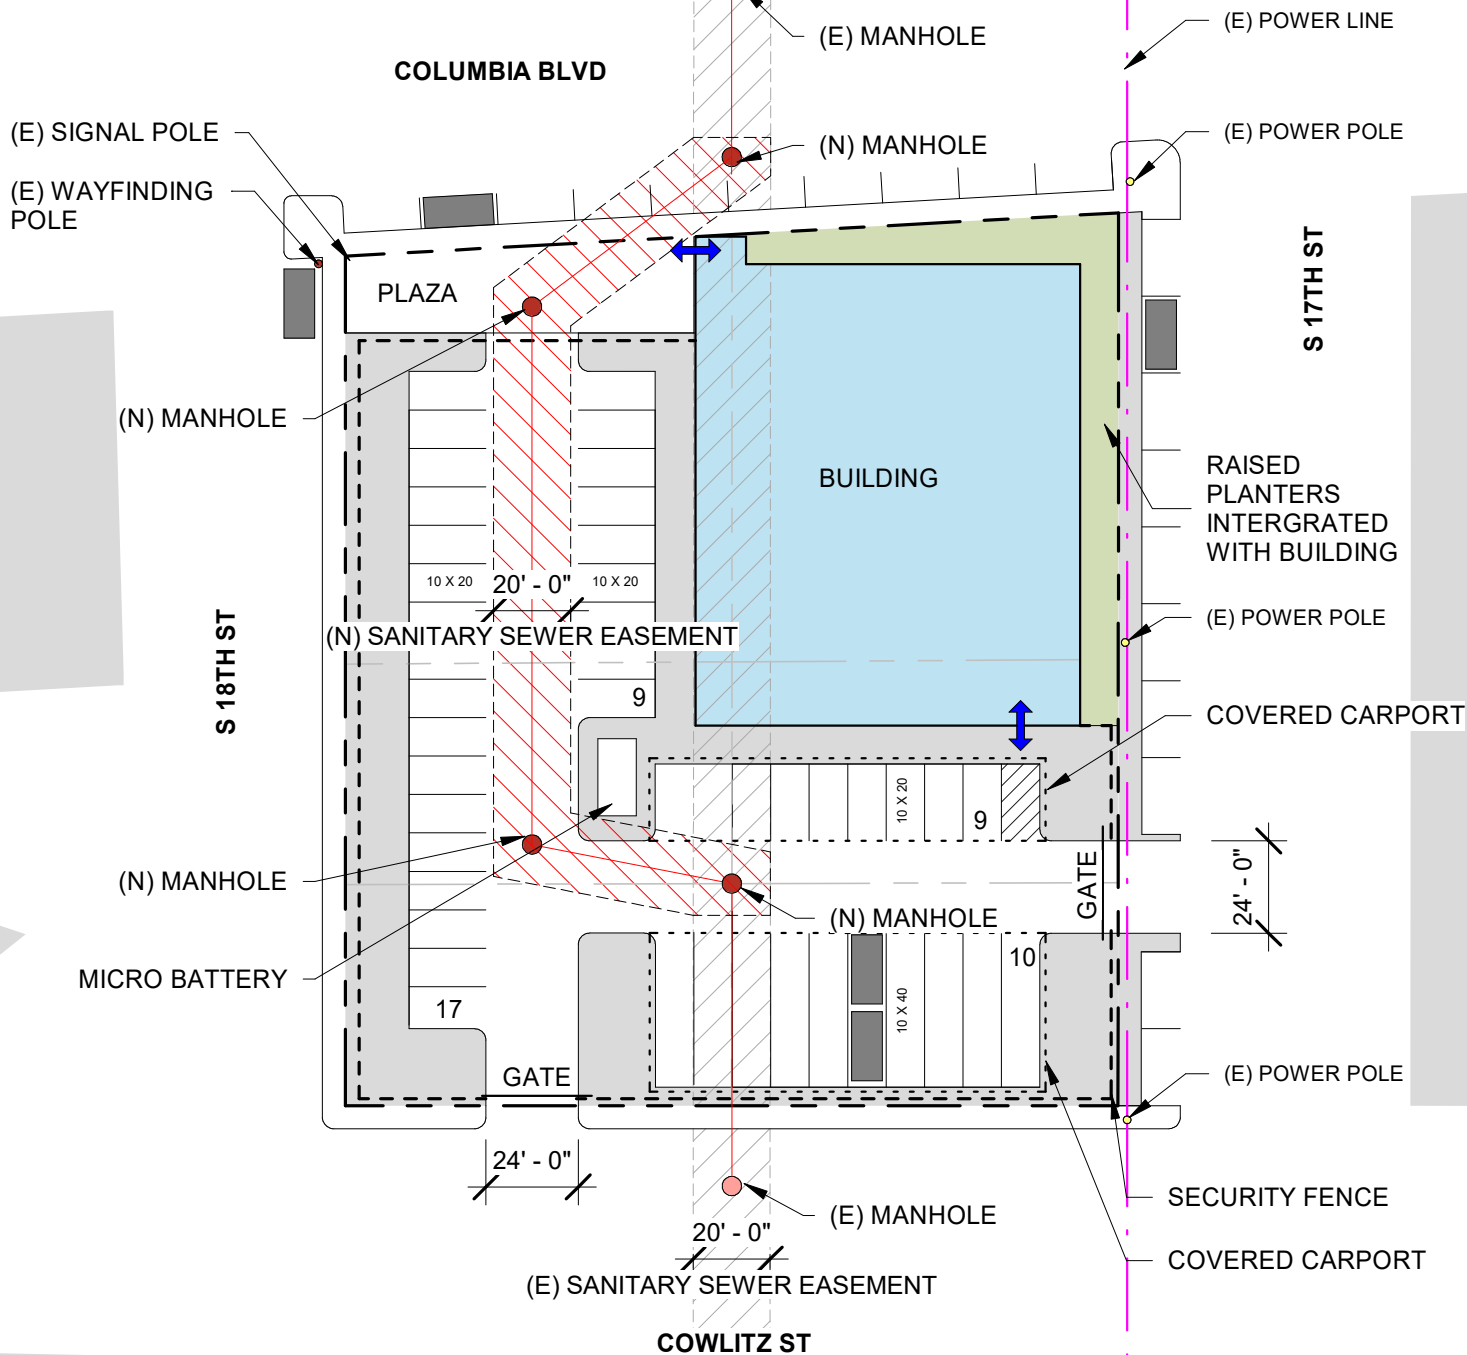 (E) POWER LINE
(E) MANHOLE
COLUMBIA BLVD
(E) SIGNAL POLE
(E) POWER POLE
(N) MANHOLE
(E) WAYFINDING
POLE
PLAZA
S 17TH ST
(N) MANHOLE
BUILDING
RAISED
PLANTERS
INTERGRATED
WITH BUILDING
10 X 20
20' - 0"
10 X 20
(N) SANITARY SEWER EASEMENT
(E) POWER POLE
S 18TH ST
9
COVERED CARPORT
10 X 20
9
(N) MANHOLE
GATE
24' - 0"
(N) MANHOLE
10
MICRO BATTERY
17
10 X 40
GATE
(E) POWER POLE
24' - 0"
SECURITY FENCE
(E) MANHOLE
20' - 0"
COVERED CARPORT
(E) SANITARY SEWER EASEMENT
COWLITZ ST